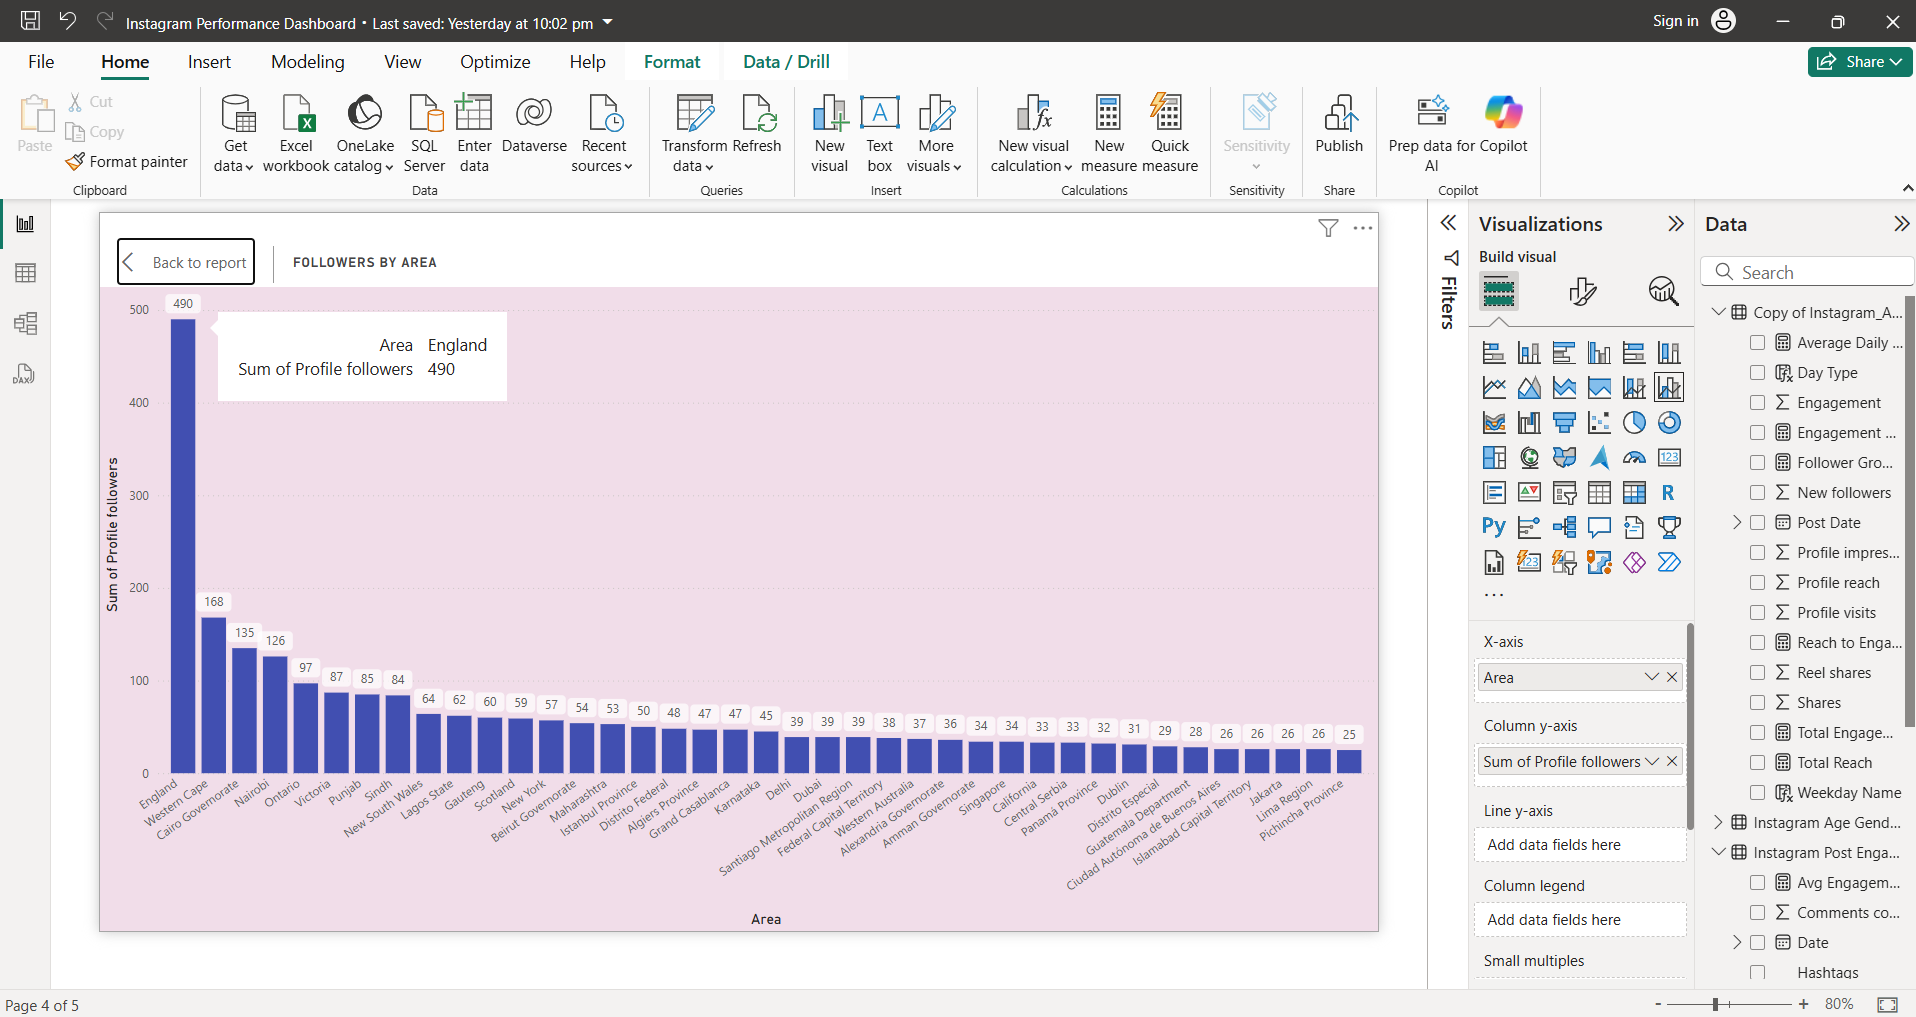 Instagram Performance Dashboard • Last saved: Yesterday at 10:02 pm
Sign in
File
Home
Insert
Modeling
View
Optimize
Help
Format
Data / Drill
Share
Paste
Cut
Copy
Format painter
Clipboard
Get data
Excel workbook
OneLake catalog
SQL Server
Enter data
Dataverse
Recent sources
Data
Transform data
Refresh
Queries
New visual
Text box
More visuals
Insert
New visual calculation
New measure
Quick measure
Calculations
Sensitivity
Sensitivity
Publish
Share
Prep data for AI
Copilot
Copilot
Back to report
FOLLOWERS BY AREA
Area England
Sum of Profile followers 490
Sum of Profile followers
500
400
300
200
100
0
490
168
135
126
97
87
85
84
64
62
60
59
57
54
53
50
48
47
47
45
39
39
39
38
37
36
34
34
33
33
32
31
29
28
26
26
26
26
25
England
Western Cape
Cairo Governorate
Nairobi
Ontario
Victoria
Punjab
Sindh
New South Wales
Lagos State
Gauteng
Scotland
New York
Beirut Governorate
Maharashtra
Istanbul Province
Distrito Federal
Algiers Province
Grand Casablanca
Karnataka
Delhi
Dubai
Santiago Metropolitan Region
Federal Capital Territory
Western Australia
Alexandria Governorate
Amman Governorate
Singapore
California
Central Serbia
Panamá Province
Dublin
Distrito Especial
Guatemala Department
Ciudad Autónoma de Buenos Aires
Islamabad Capital Territory
Jakarta
Lima Region
Pichincha Province
Area
Filters
Visualizations
Build visual
123
R
Py
123
X-axis
Area
Column y-axis
Sum of Profile followers
Line y-axis
Add data fields here
Column legend
Add data fields here
Small multiples
Data
Search
Copy of Instagram_A...
Average Daily ...
Day Type
Engagement
Engagement ...
Follower Gro...
New followers
Post Date
Profile impres...
Profile reach
Profile visits
Reach to Enga...
Reel shares
Shares
Total Engage...
Total Reach
Weekday Name
Instagram Age Gend...
Instagram Post Enga...
Avg Engagem...
Comments co...
Date
Hashtags
DAX
Page 4 of 5
- + 80%